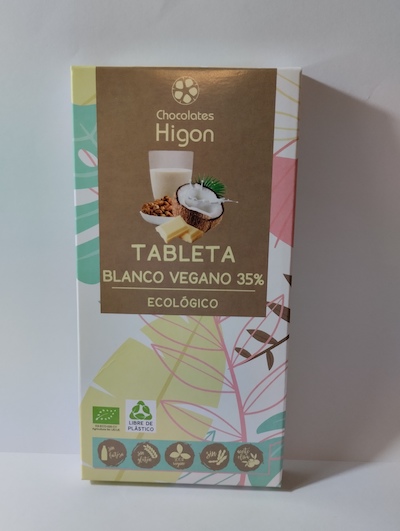 Chocolates
Higon
TABLETA
BLANCO VEGANO 35%
ECOLÓGICO
LIBRE DE
PLÁSTICO